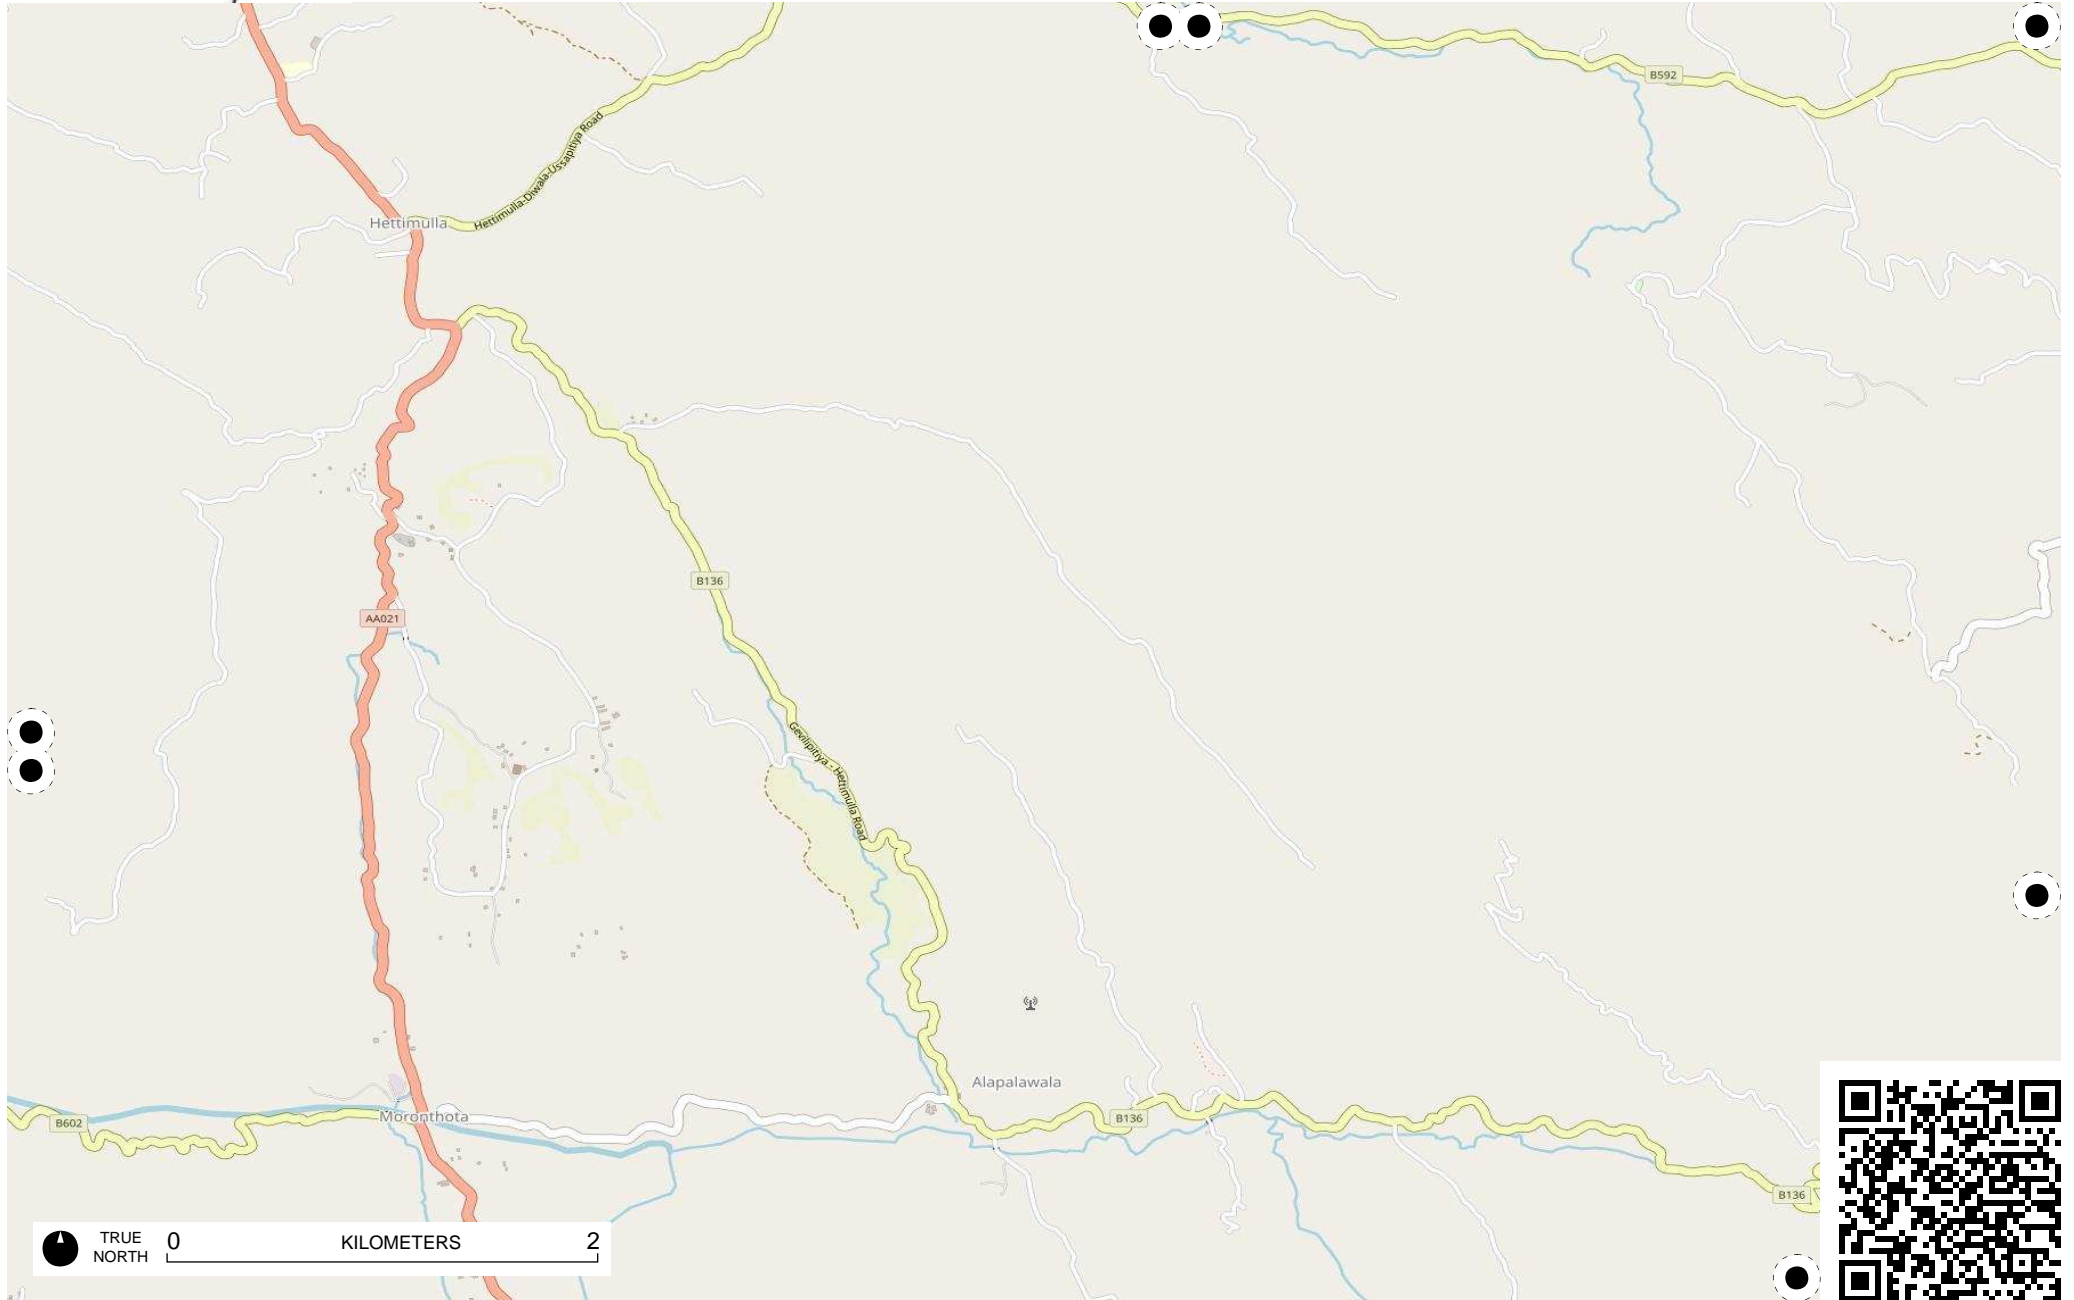 B592
Hettimulla-Diwala-Ussapitiya Road
Hettimulla
B136
AA021
Gevilipitiya - Hettimulla Road
Alapalawala
Moronthota
B602
B136
B136
TRUE
NORTH
0 KILOMETERS 2